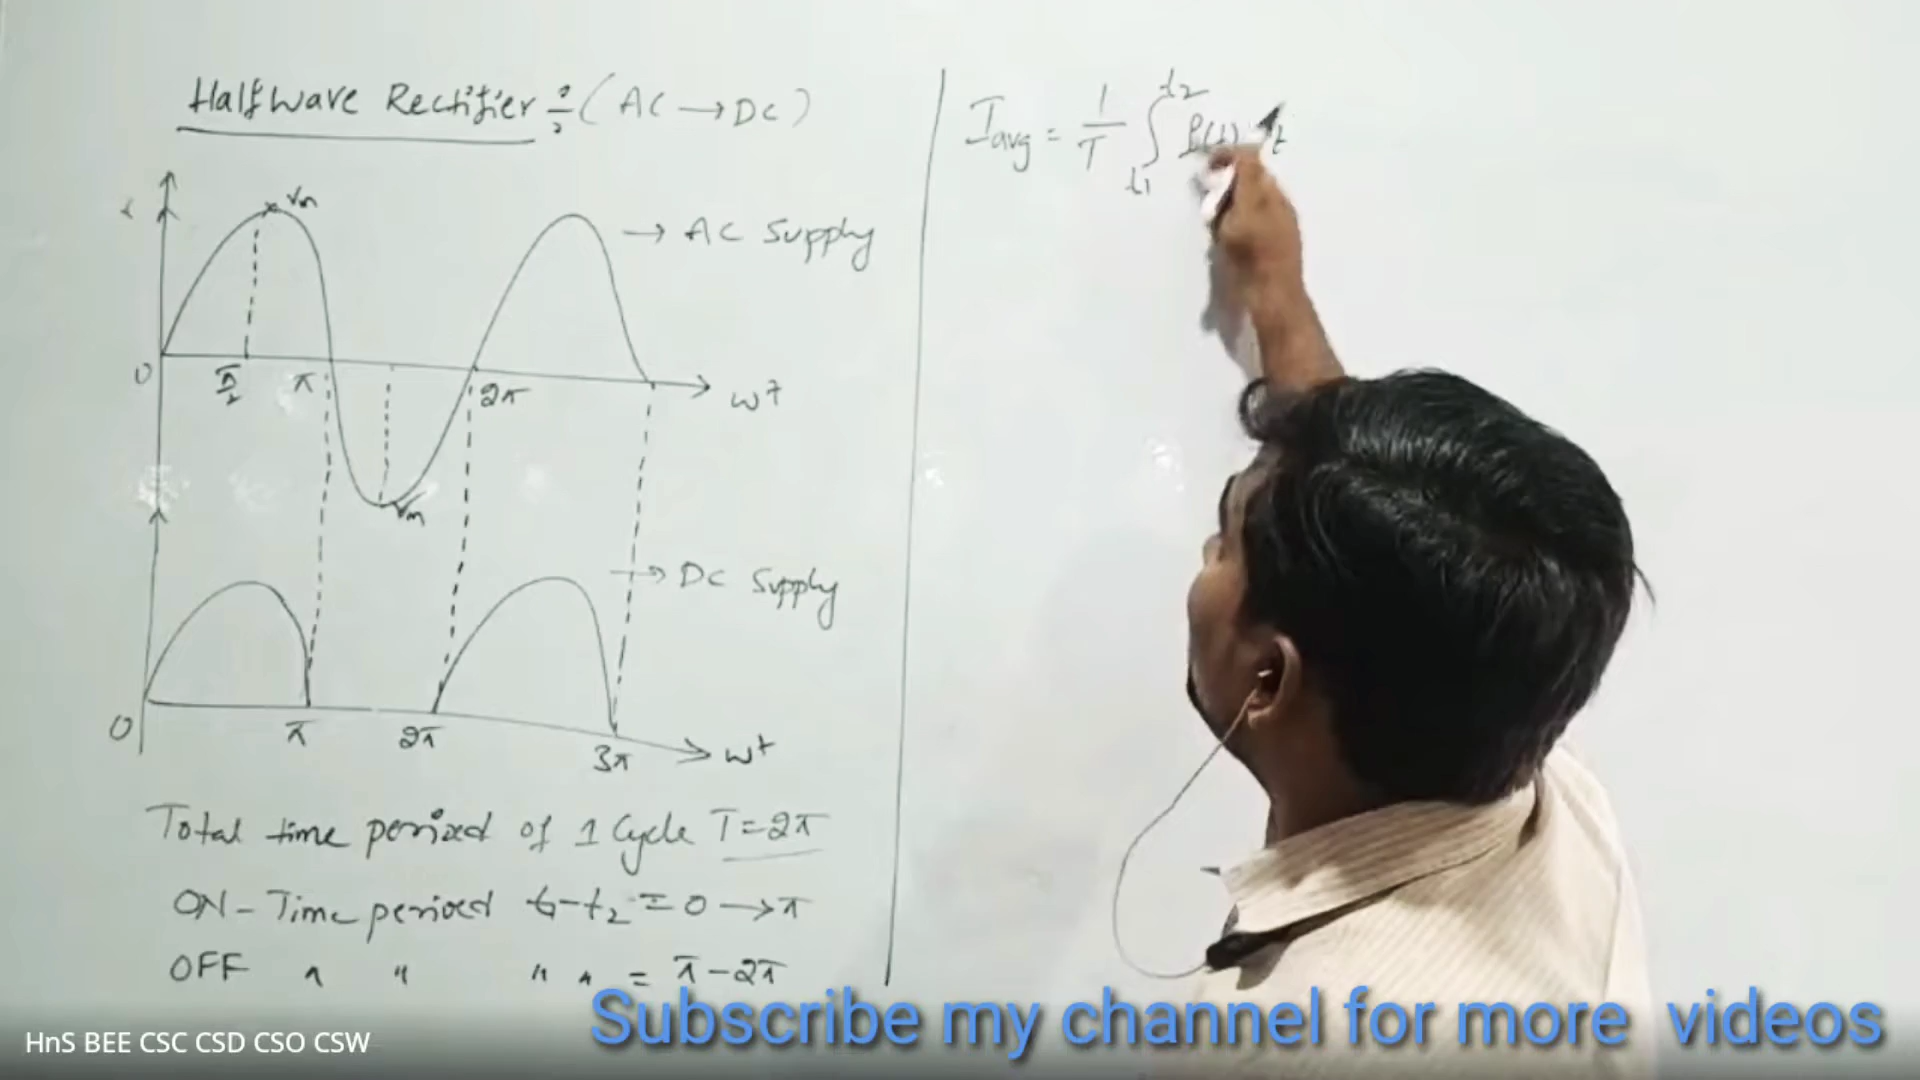 Halfwave Rectifier :- (AC → DC)
Vm
→ AC Supply
0 π/2 π 2π wt
Vm
→ DC Supply
0 π 2π 3π wt
Total time period of 1 Cycle T=2π
ON-Time period t1-t2 = 0 → π
OFF " " " " = π-2π
Iavg = 1/T ∫t1 t2
HnS BEE CSC CSD CSO CSW
Subscribe my channel for more videos